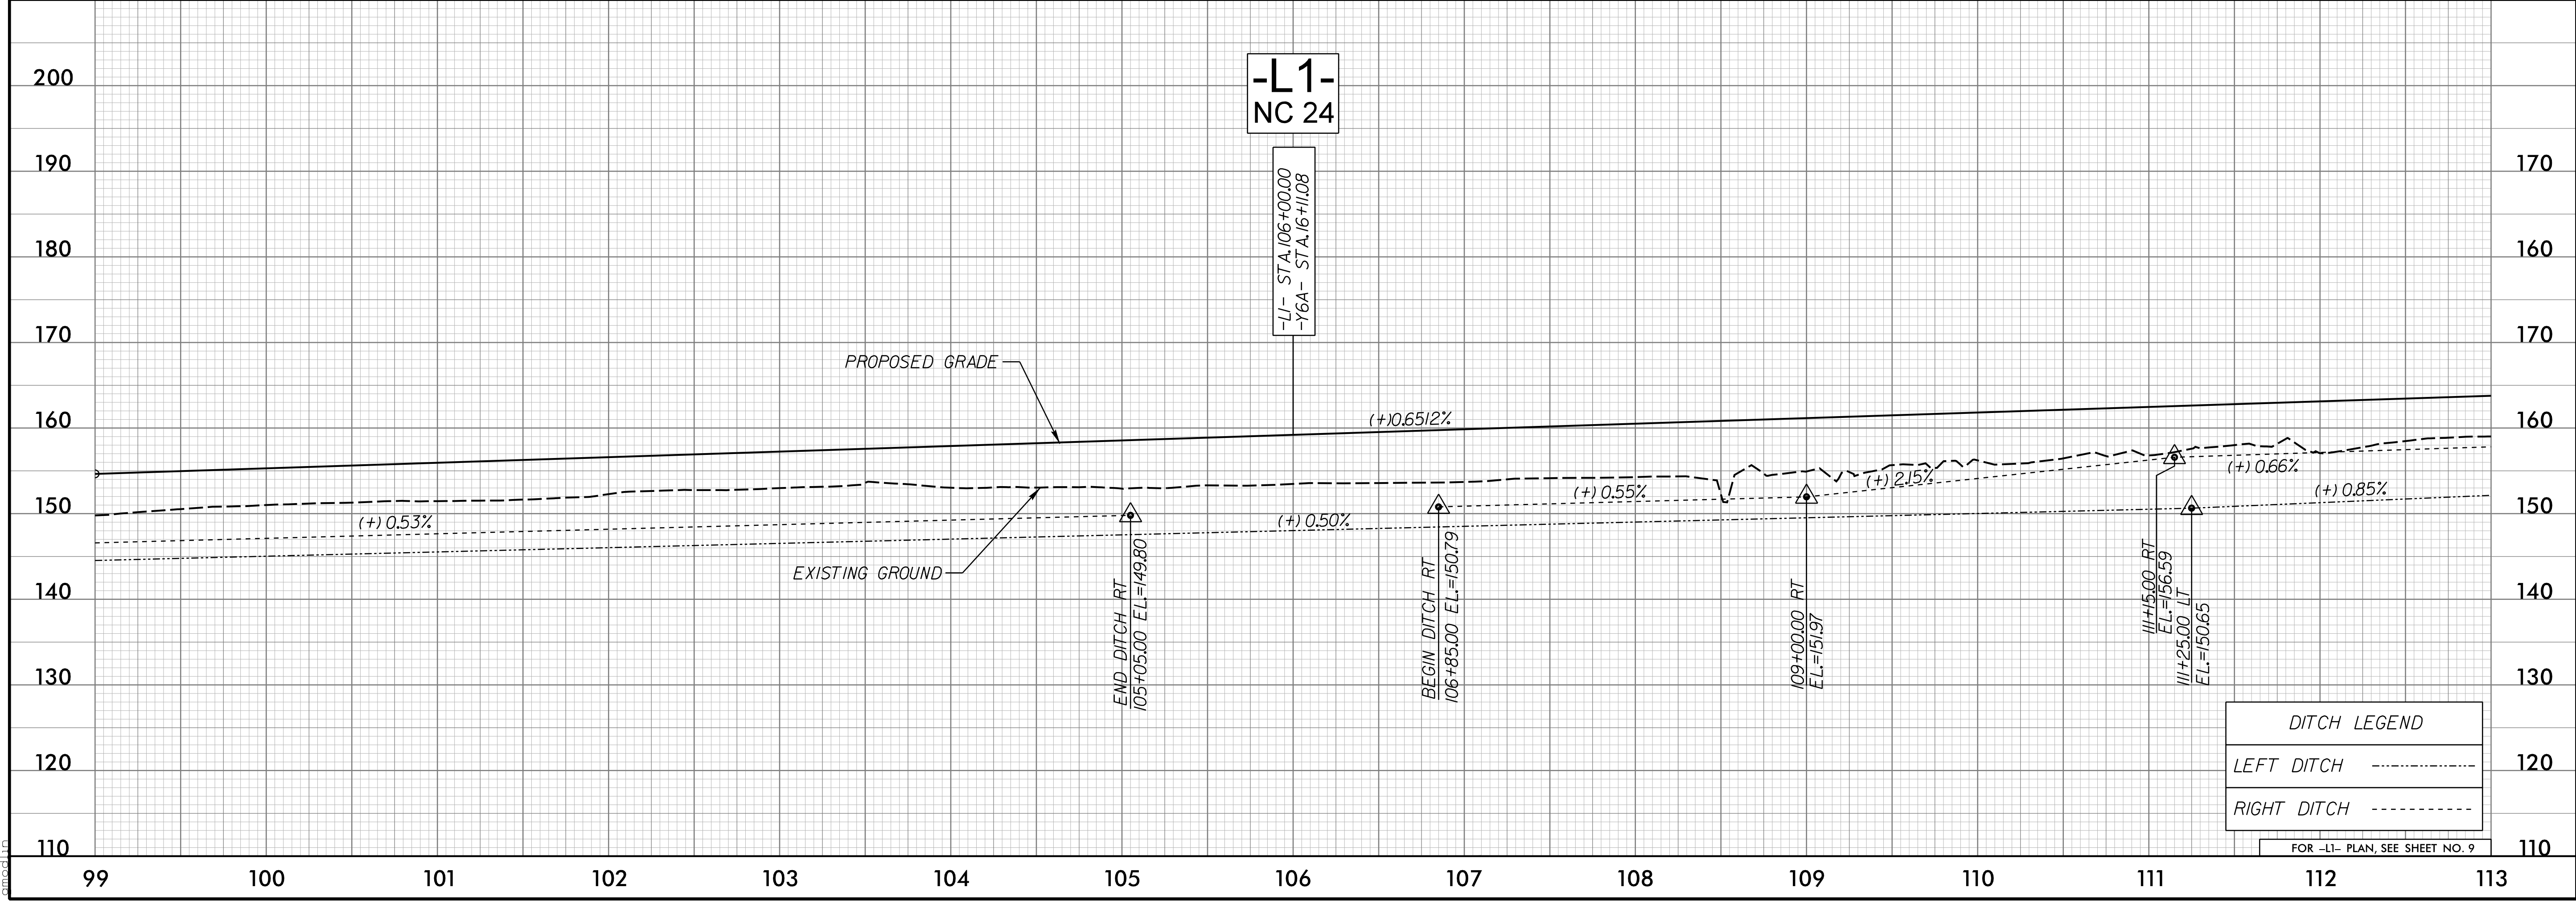 200
-L1-
NC 24
190
170
-L1- STA.106+00.00
-Y6A- STA.16+11.08
180
160
170
170
PROPOSED GRADE
160
(+)0.6512%
160
150
(+) 0.53%
(+) 0.50%
(+) 0.55%
(+) 2.15%
(+) 0.66%
(+) 0.85%
150
EXISTING GROUND
END DITCH RT
105+05.00 EL.=149.80
BEGIN DITCH RT
106+85.00 EL.=150.79
109+00.00 RT
EL.=151.97
111+15.00 RT
EL.=156.59
111+25.00 LT
EL.=150.65
140
140
130
130
DITCH LEGEND
120
LEFT DITCH
120
RIGHT DITCH
110
FOR -L1- PLAN, SEE SHEET NO. 9
110
amodlin
99
100
101
102
103
104
105
106
107
108
109
110
111
112
113